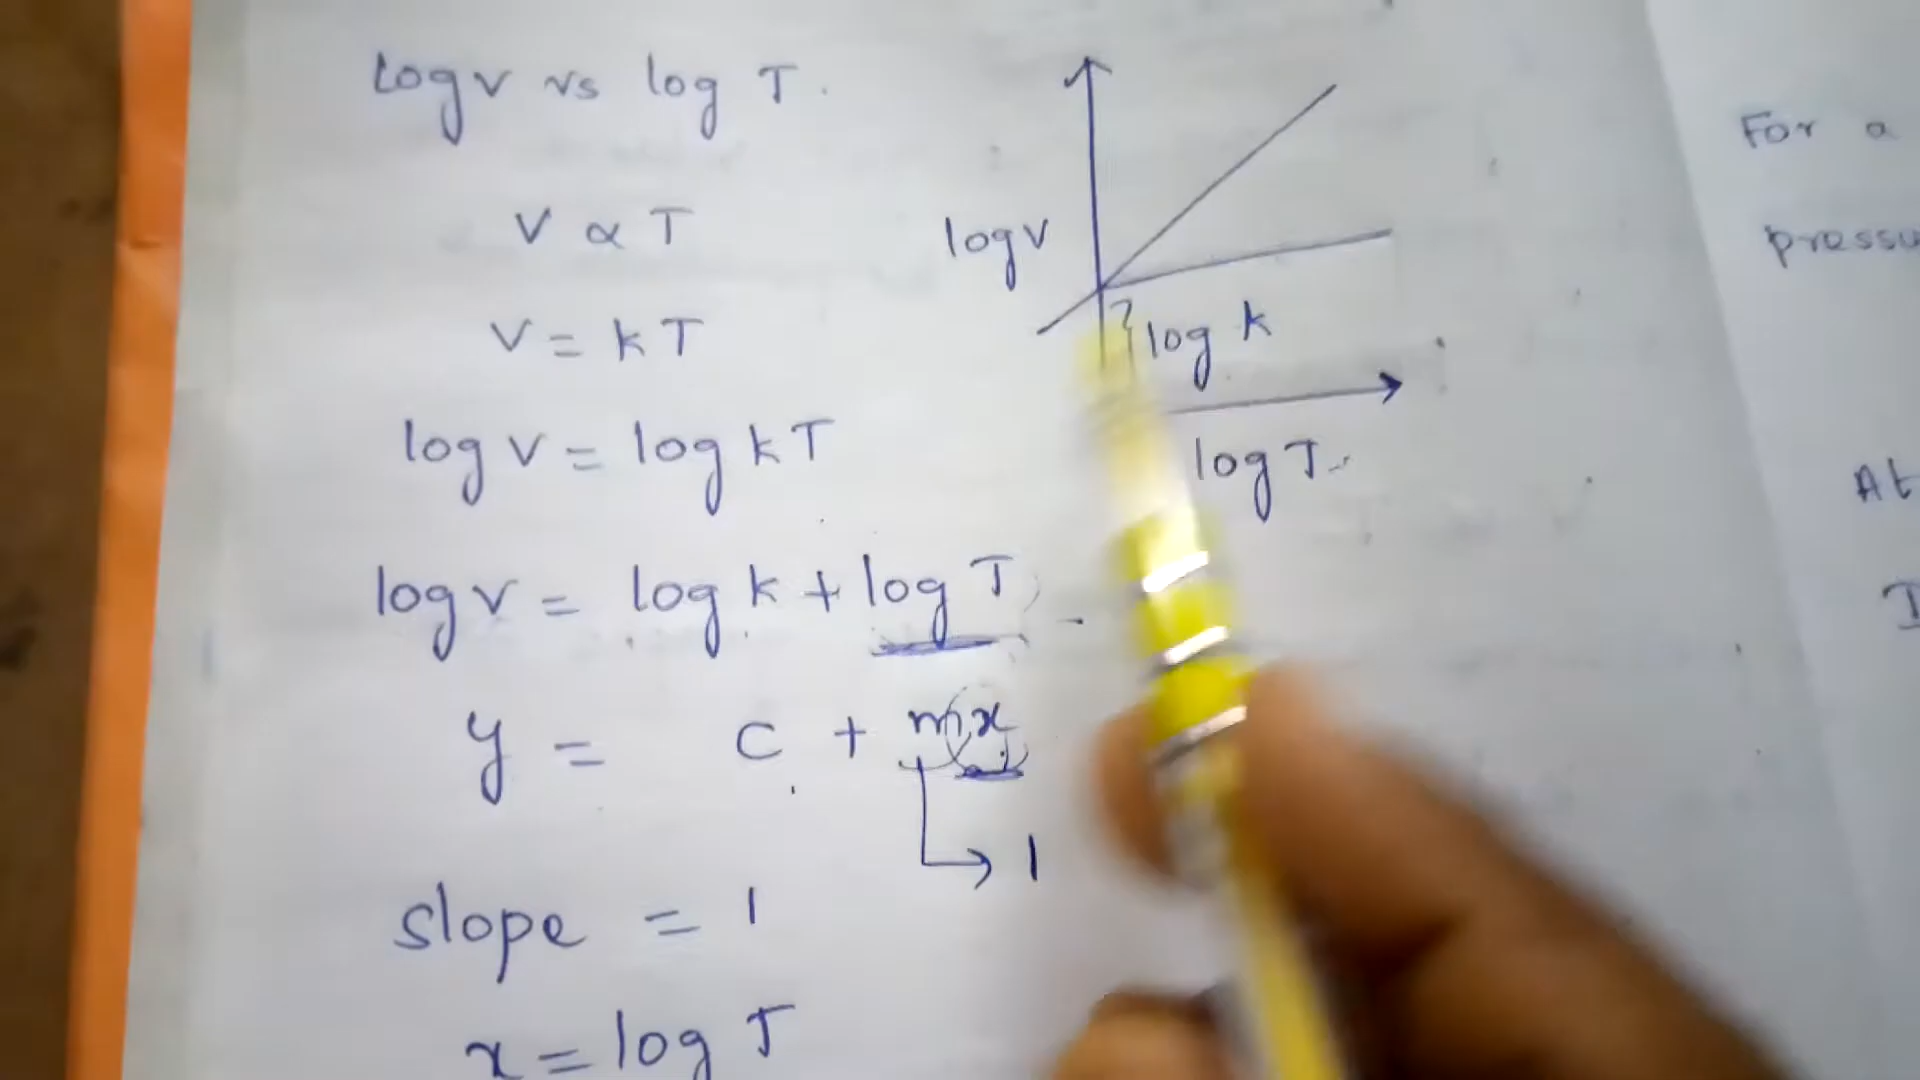 log v vs log T.
V ∝ T
V = kT
log v = log kT
log v = log k + log T
y = c + mx
1
slope = 1
x = log T
log v
log k
log T
For a
pressu
At
I